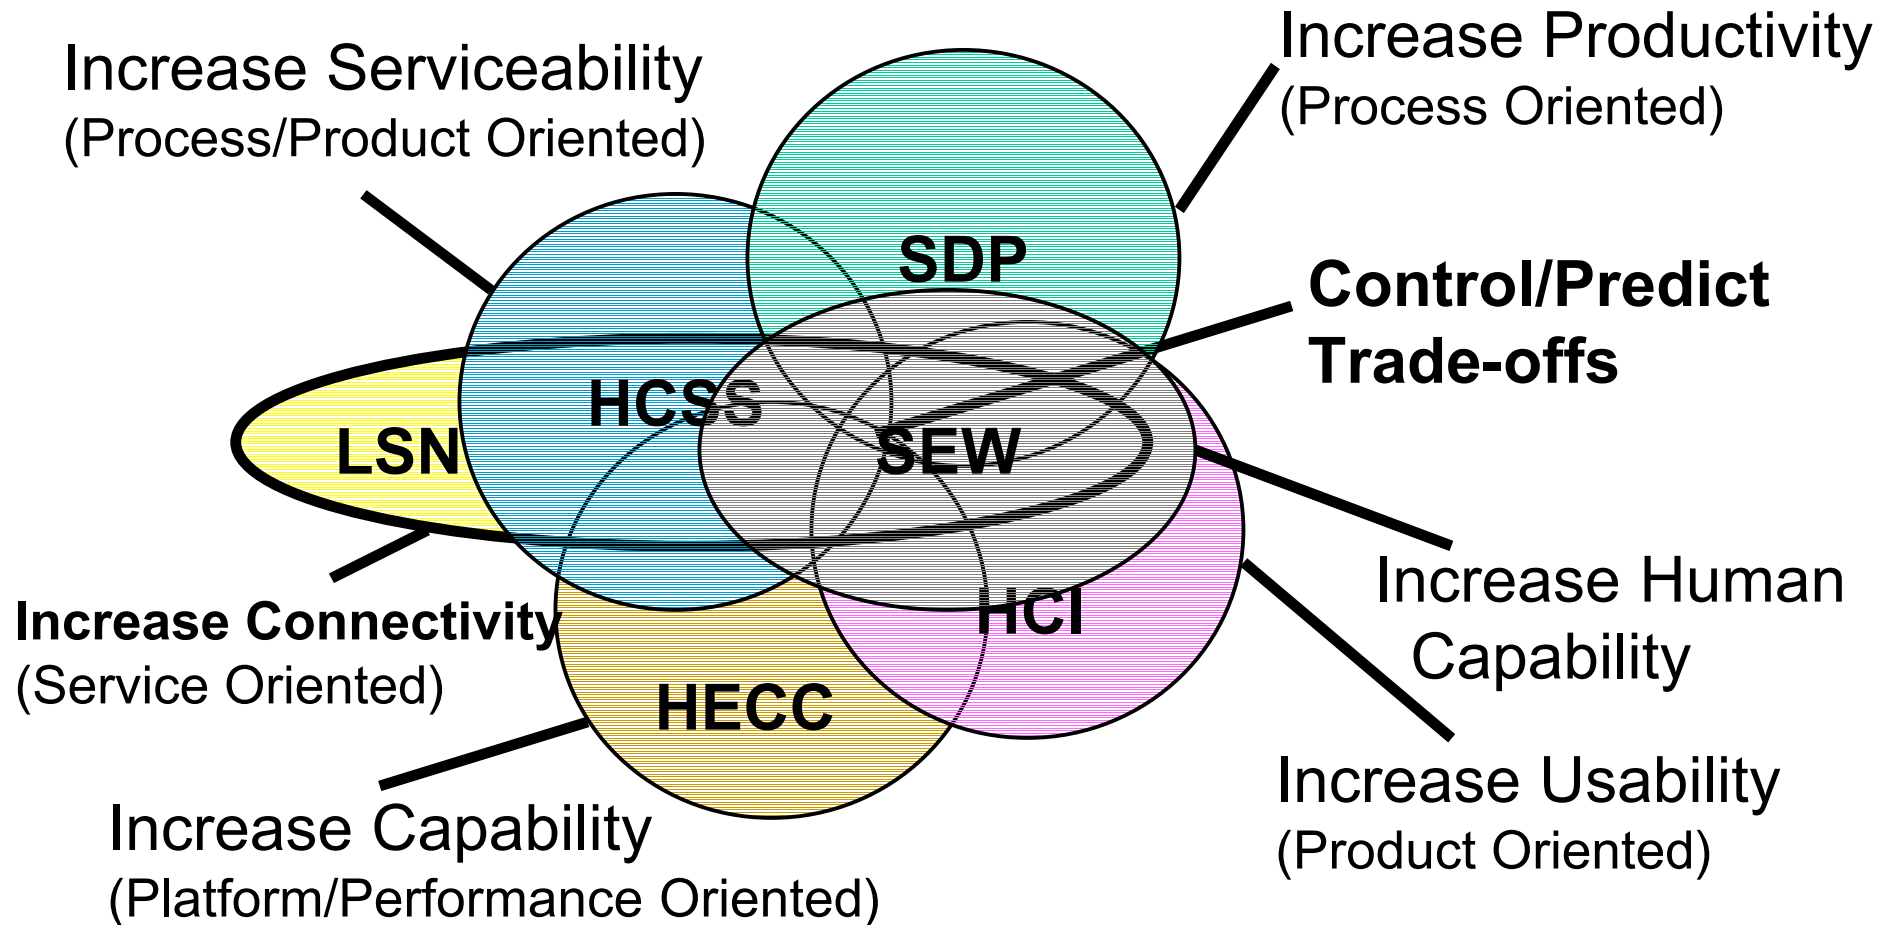 Increase Serviceability
(Process/Product Oriented)
Increase Productivity
(Process Oriented)
SDP
Control/Predict
Trade-offs
HCSS
LSN
SEW
Increase Connectivity
(Service Oriented)
HCI
Increase Human
Capability
HECC
Increase Usability
(Product Oriented)
Increase Capability
(Platform/Performance Oriented)